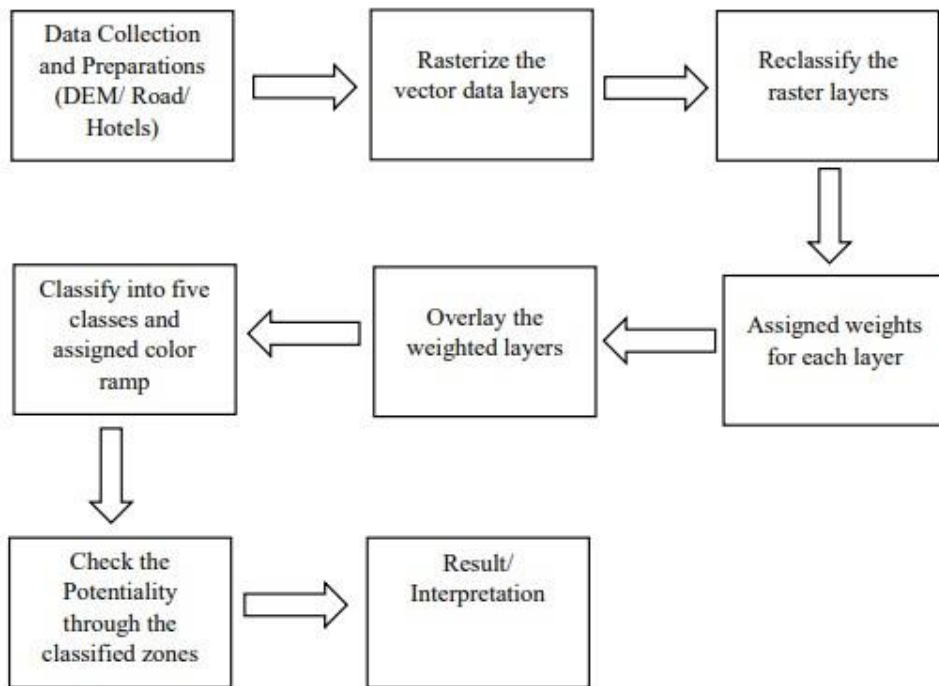 Data Collection
and Preparations
(DEM/ Road/
Hotels)
Rasterize the
vector data layers
Reclassify the
raster layers
Assigned weights
for each layer
Overlay the
weighted layers
Classify into five
classes and
assigned color
ramp
Check the
Potentiality
through the
classified zones
Result/
Interpretation